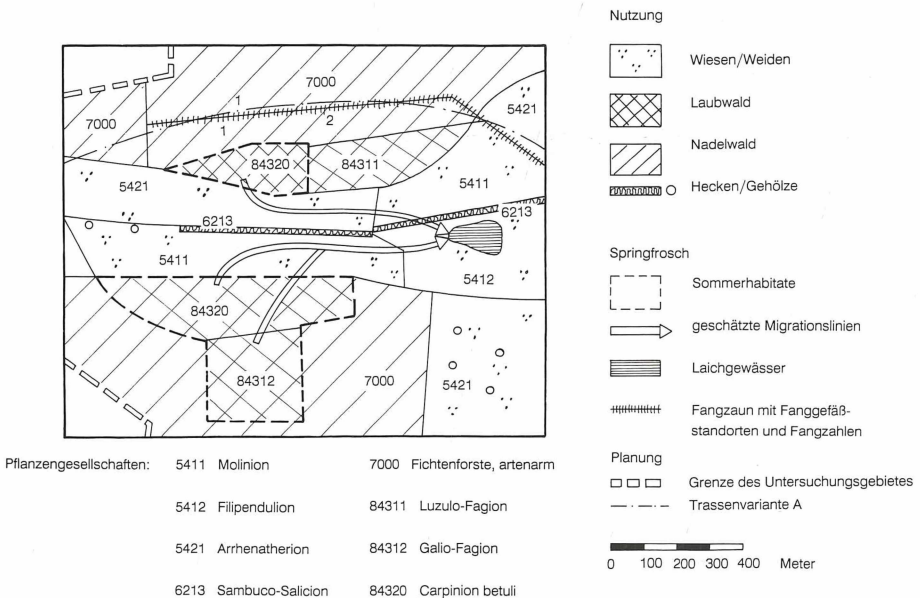 7000
5421
1
7000
1
2
84320
84311
5411
5421
6213
6213
5411
5412
84320
84312
7000
5421
Nutzung
Wiesen/Weiden
Laubwald
Nadelwald
Hecken/Gehölze
Springfrosch
Sommerhabitate
geschätzte Migrationslinien
Laichgewässer
Fangzaun mit Fanggefäß-
standorten und Fangzahlen
Planung
Grenze des Untersuchungsgebietes
Trassenvariante A
0 100 200 300 400 Meter
Pflanzengesellschaften: 5411 Molinion 7000 Fichtenforste, artenarm
5412 Filipendulion 84311 Luzulo-Fagion
5421 Arrhenatherion 84312 Galio-Fagion
6213 Sambuco-Salicion 84320 Carpinion betuli